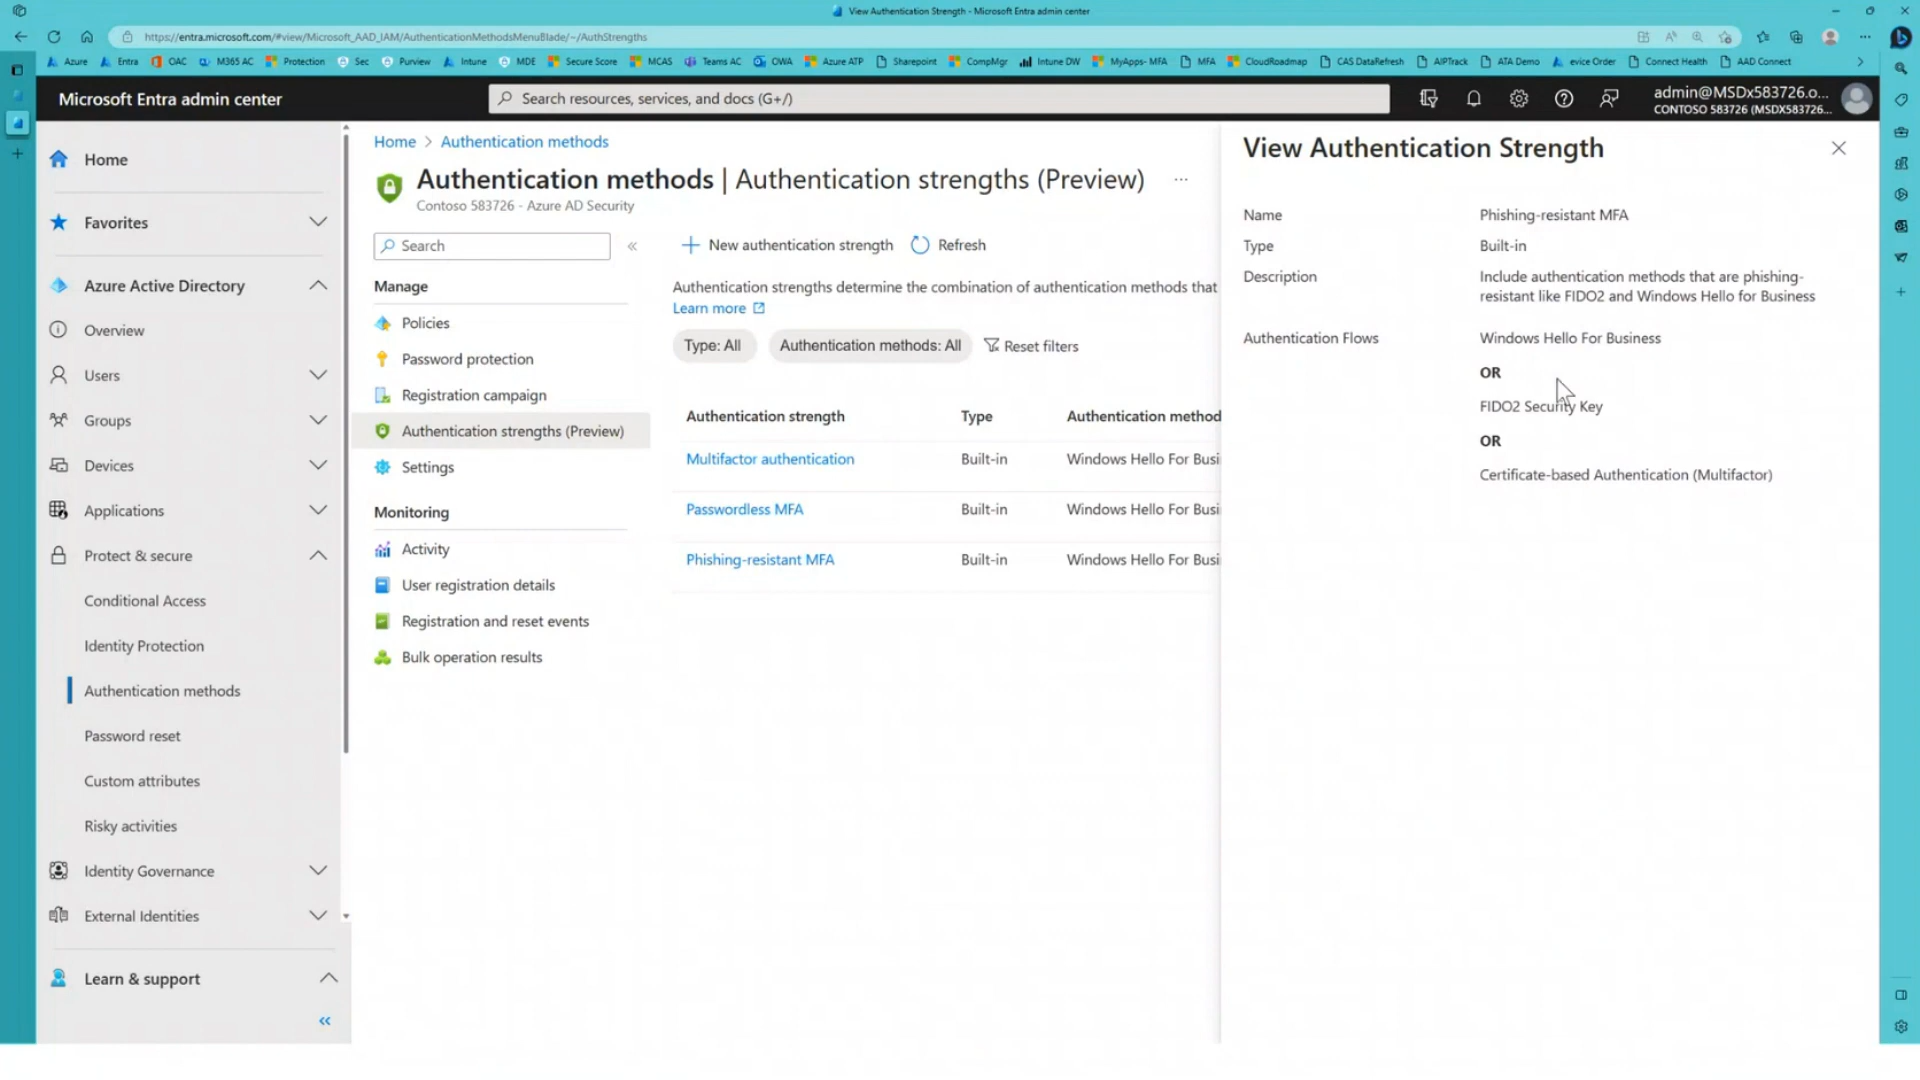 View Authentication Strength - Microsoft Entra admin center
https://entra.microsoft.com/#view/Microsoft_AAD_IAM/AuthenticationMethodsMenuBlade/~/AuthStrengths
Azure Entra OAC M365 AC Protection Sec Purview Intune MDE Secure Score MCAS Teams AC OWA Azure ATP Sharepoint CompMgr Intune DW MyApps- MFA MFA CloudRoadmap CAS DataRefresh AIPTrack ATA Demo evice Order Connect Health AAD Connect
Microsoft Entra admin center
Search resources, services, and docs (G+/)
admin@MSDx583726.o...
CONTOSO 583726 (MSDX583726...
Home
Favorites
Azure Active Directory
Overview
Users
Groups
Devices
Applications
Protect & secure
Conditional Access
Identity Protection
Authentication methods
Password reset
Custom attributes
Risky activities
Identity Governance
External Identities
Learn & support
Home > Authentication methods
Authentication methods | Authentication strengths (Preview) ...
Contoso 583726 - Azure AD Security
Search
Manage
Policies
Password protection
Registration campaign
Authentication strengths (Preview)
Settings
Monitoring
Activity
User registration details
Registration and reset events
Bulk operation results
New authentication strength Refresh
Authentication strengths determine the combination of authentication methods that
Learn more
Type: All Authentication methods: All Reset filters
Authentication strength Type Authentication method
Multifactor authentication Built-in Windows Hello For Busi
Passwordless MFA Built-in Windows Hello For Busi
Phishing-resistant MFA Built-in Windows Hello For Busi
View Authentication Strength
Name Phishing-resistant MFA
Type Built-in
Description Include authentication methods that are phishing-
resistant like FIDO2 and Windows Hello for Business
Authentication Flows Windows Hello For Business
OR
FIDO2 Security Key
OR
Certificate-based Authentication (Multifactor)